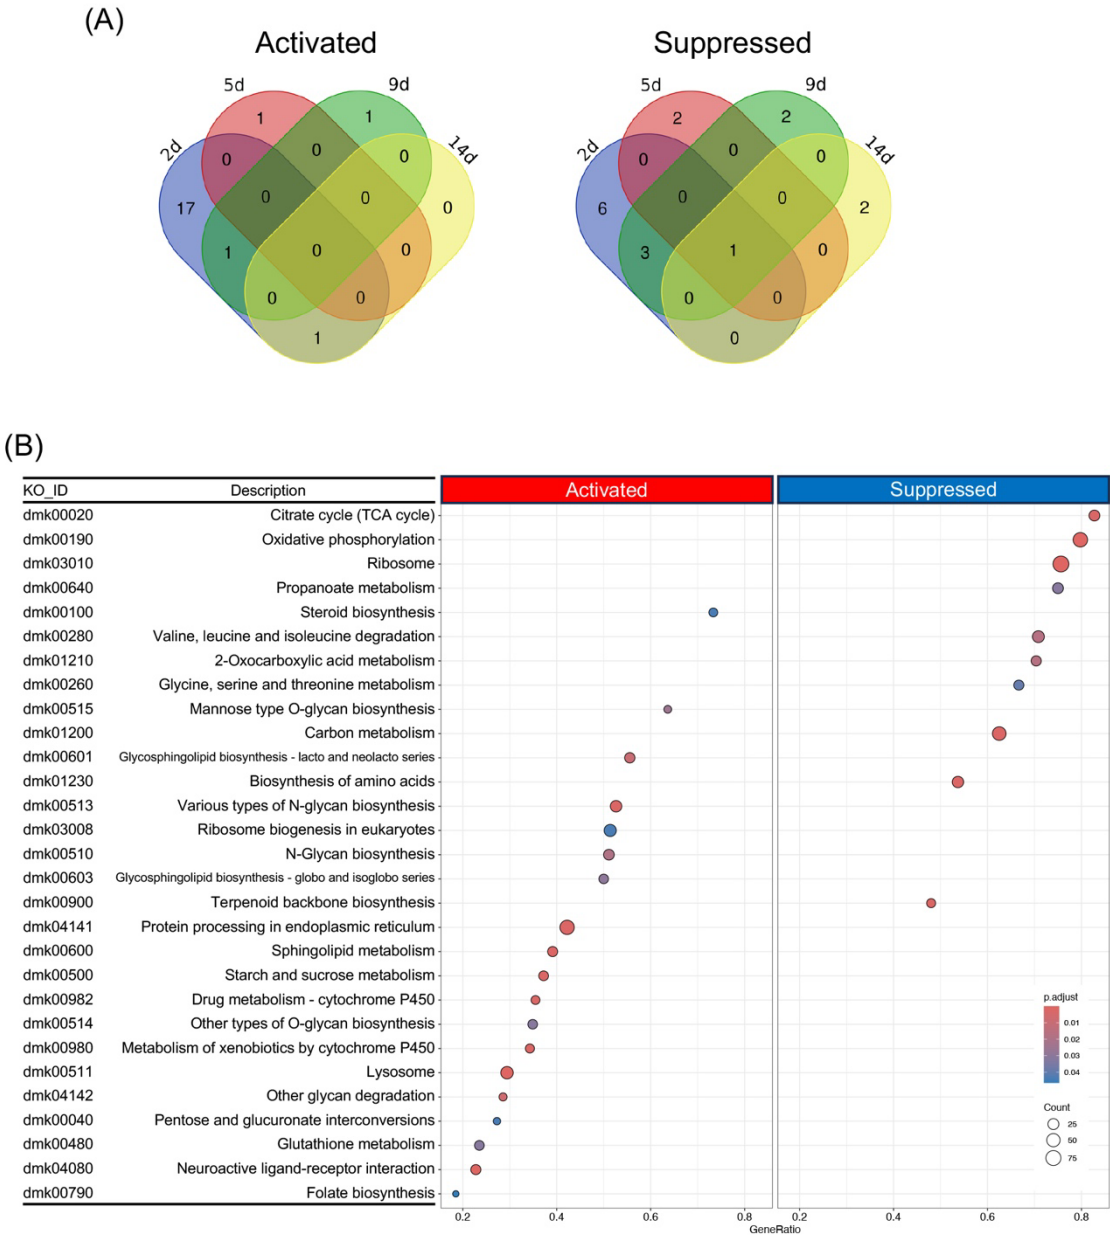 (A)
Activated
Suppressed
5d
9d
2d
14d
1
1
0
0
0
17
0
0
0
1
0
0
0
0
1
5d
9d
2d
14d
2
2
0
0
0
6
0
0
2
3
1
0
0
0
0
(B)
KO_ID Description Activated Suppressed
dmk00020 Citrate cycle (TCA cycle)
dmk00190 Oxidative phosphorylation
dmk03010 Ribosome
dmk00640 Propanoate metabolism
dmk00100 Steroid biosynthesis
dmk00280 Valine, leucine and isoleucine degradation
dmk01210 2-Oxocarboxylic acid metabolism
dmk00260 Glycine, serine and threonine metabolism
dmk00515 Mannose type O-glycan biosynthesis
dmk01200 Carbon metabolism
dmk00601 Glycosphingolipid biosynthesis - lacto and neolacto series
dmk01230 Biosynthesis of amino acids
dmk00513 Various types of N-glycan biosynthesis
dmk03008 Ribosome biogenesis in eukaryotes
dmk00510 N-Glycan biosynthesis
dmk00603 Glycosphingolipid biosynthesis - globo and isoglobo series
dmk00900 Terpenoid backbone biosynthesis
dmk04141 Protein processing in endoplasmic reticulum
dmk00600 Sphingolipid metabolism
dmk00500 Starch and sucrose metabolism
dmk00982 Drug metabolism - cytochrome P450
dmk00514 Other types of O-glycan biosynthesis
dmk00980 Metabolism of xenobiotics by cytochrome P450
dmk00511 Lysosome
dmk04142 Other glycan degradation
dmk00040 Pentose and glucuronate interconversions
dmk00480 Glutathione metabolism
dmk04080 Neuroactive ligand-receptor interaction
dmk00790 Folate biosynthesis
p.adjust
0.01
0.02
0.03
0.04
Count
25
50
75
0.2 0.4 0.6 0.8 0.2 0.4 0.6 0.8
GeneRatio